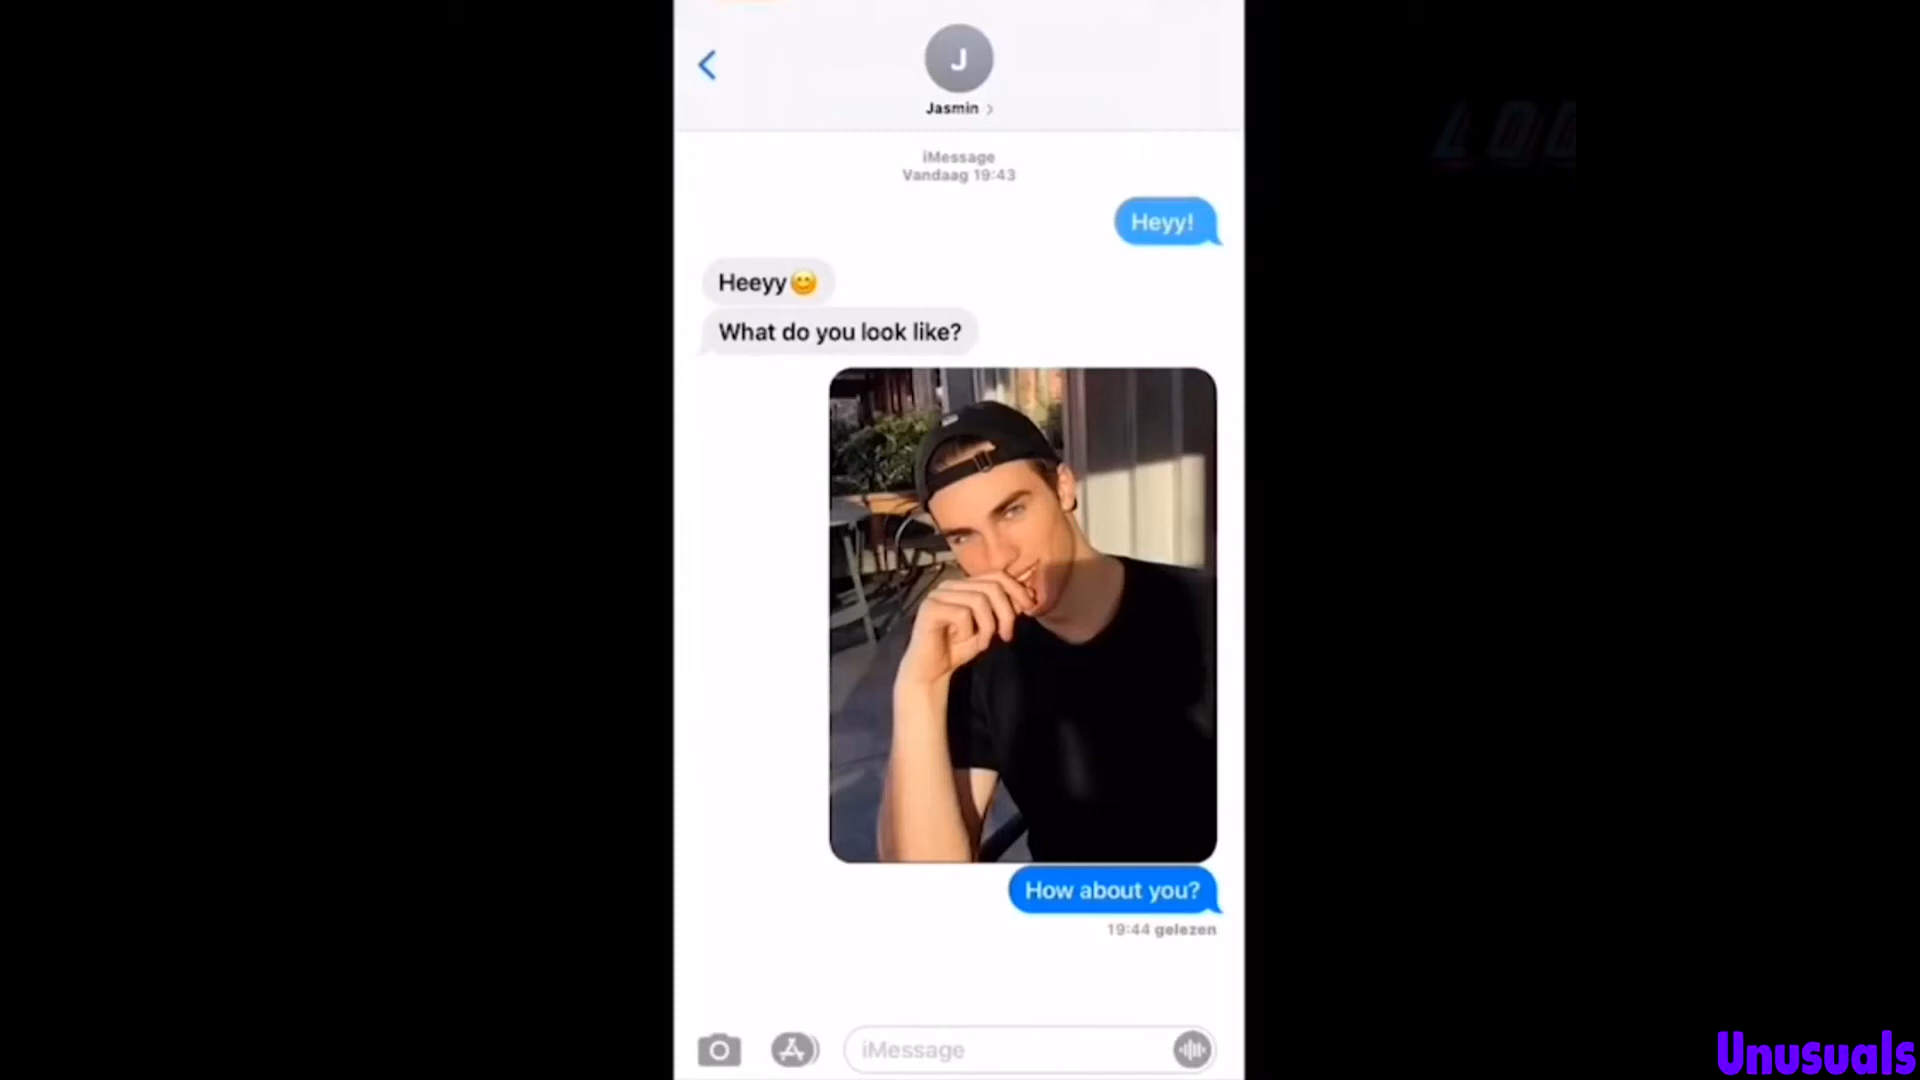 J
Jasmin
iMessage
Vandaag 19:43
Heyy!
Heeyy😊
What do you look like?
How about you?
19:44 gelezen
iMessage
Unusuals